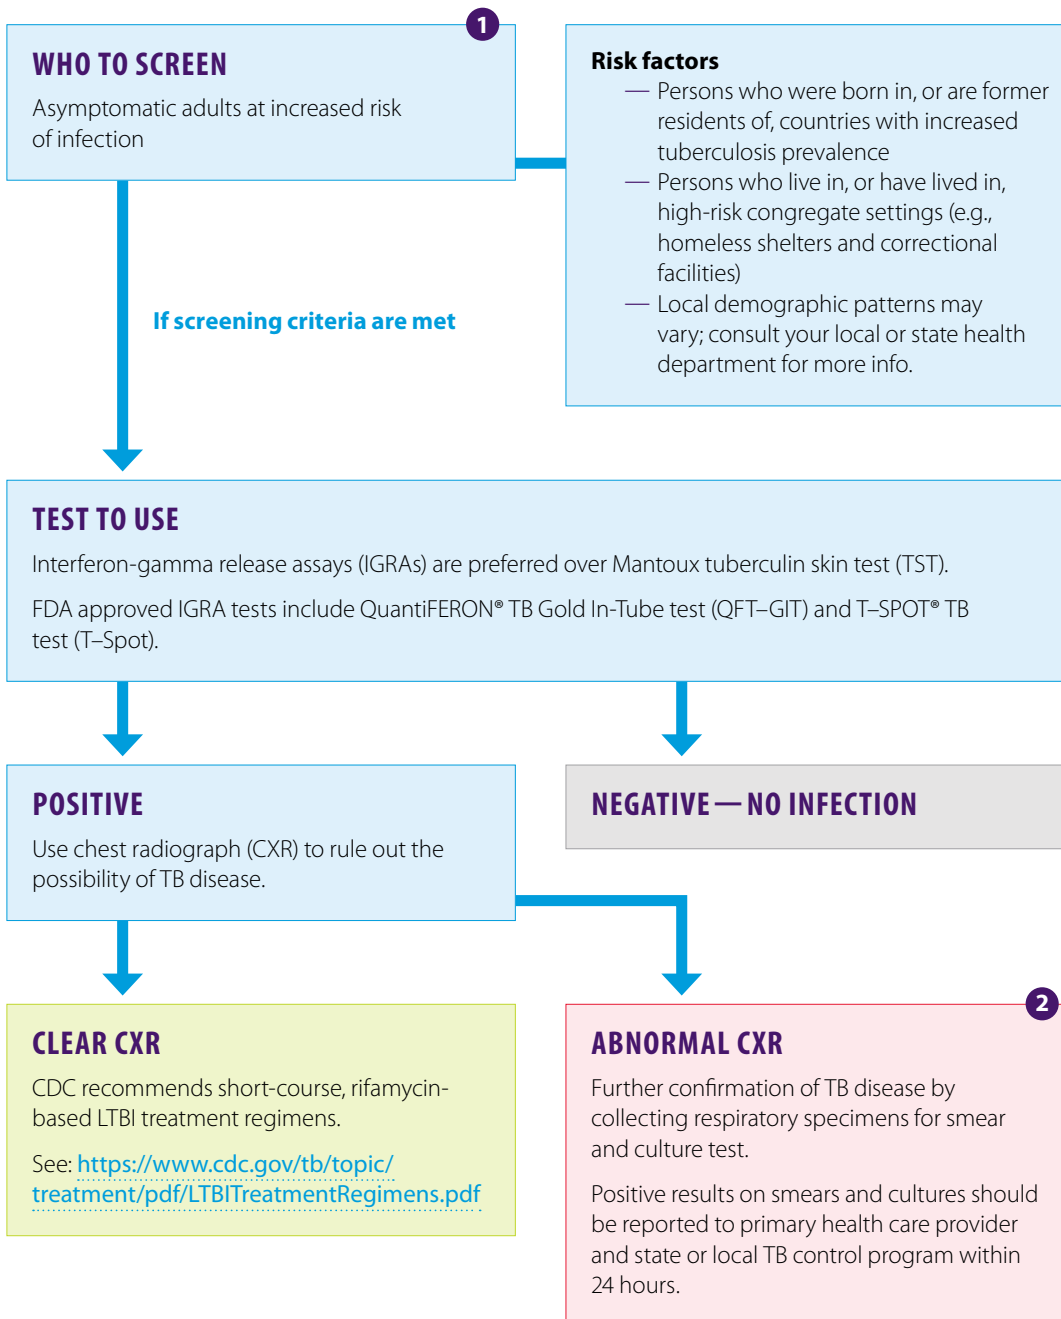 1
WHO TO SCREEN
Asymptomatic adults at increased risk
of infection
Risk factors
— Persons who were born in, or are former
residents of, countries with increased
tuberculosis prevalence
— Persons who live in, or have lived in,
high-risk congregate settings (e.g.,
homeless shelters and correctional
facilities)
— Local demographic patterns may
vary; consult your local or state health
department for more info.
If screening criteria are met
TEST TO USE
Interferon-gamma release assays (IGRAs) are preferred over Mantoux tuberculin skin test (TST).
FDA approved IGRA tests include QuantiFERON® TB Gold In-Tube test (QFT–GIT) and T–SPOT® TB
test (T–Spot).
POSITIVE
Use chest radiograph (CXR) to rule out the
possibility of TB disease.
NEGATIVE — NO INFECTION
CLEAR CXR
CDC recommends short-course, rifamycin-
based LTBI treatment regimens.
See: https://www.cdc.gov/tb/topic/
treatment/pdf/LTBITreatmentRegimens.pdf
2
ABNORMAL CXR
Further confirmation of TB disease by
collecting respiratory specimens for smear
and culture test.
Positive results on smears and cultures should
be reported to primary health care provider
and state or local TB control program within
24 hours.